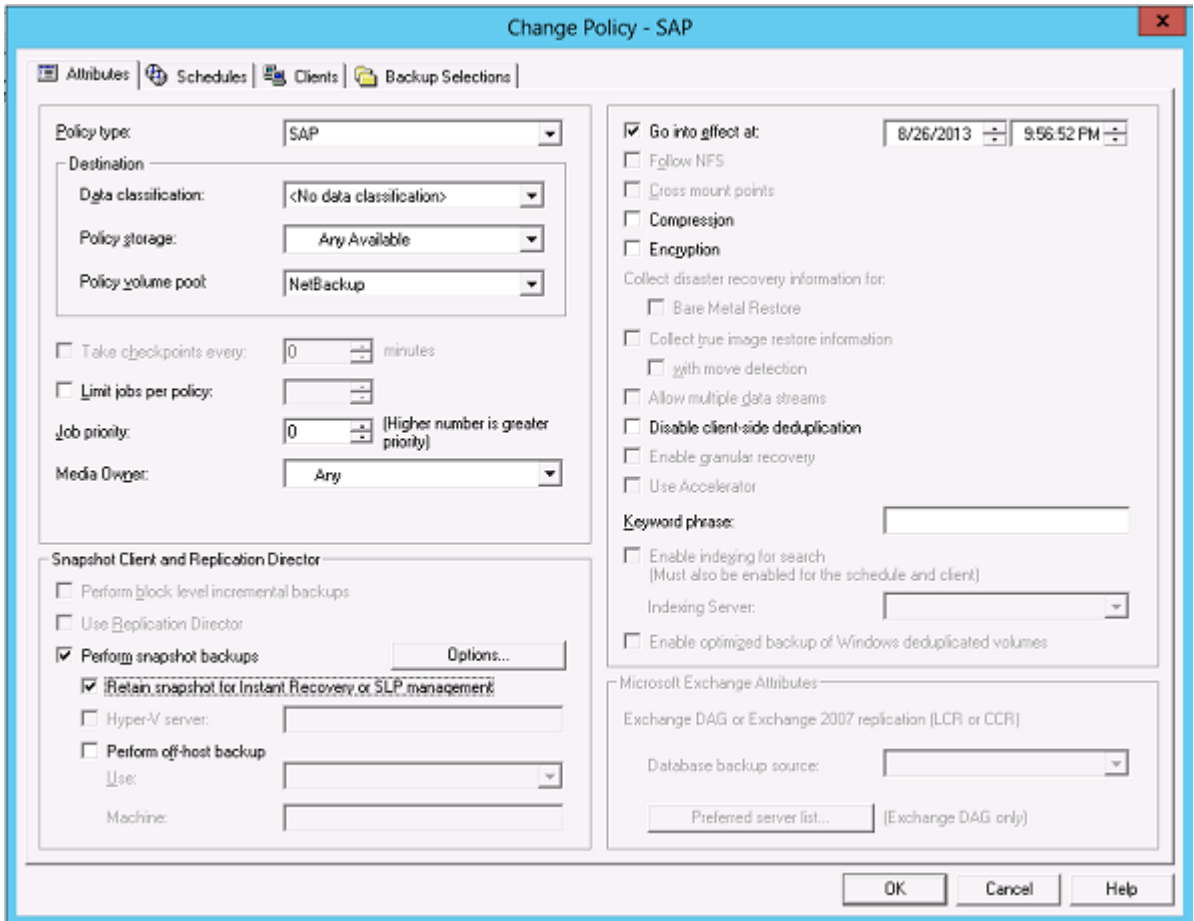 Change Policy - SAP
x
Attributes
Schedules
Clients
Backup Selections
Policy type:
SAP
Destination
Data classification:
<No data classification>
Policy storage:
Any Available
Policy volume pool:
NetBackup
Take checkpoints every:
0
minutes
Limit jobs per policy:
Job priority:
0
(Higher number is greater
priority)
Media Owner:
Any
Snapshot Client and Replication Director
Perform block level incremental backups
Use Replication Director
Perform snapshot backups
Options...
Retain snapshot for Instant Recovery or SLP management
Hyper-V server:
Perform off-host backup
Use:
Machine:
Go into effect at:
8/26/2013
9:56:52 PM
Follow NFS
Cross mount points
Compression
Encryption
Collect disaster recovery information for:
Bare Metal Restore
Collect true image restore information
with move detection
Allow multiple data streams
Disable client-side deduplication
Enable granular recovery
Use Accelerator
Keyword phrase:
Enable indexing for search
(Must also be enabled for the schedule and client)
Indexing Server:
Enable optimized backup of Windows deduplicated volumes
Microsoft Exchange Attributes
Exchange DAG or Exchange 2007 replication (LCR or CCR)
Database backup source:
Preferred server list...
(Exchange DAG only)
OK
Cancel
Help